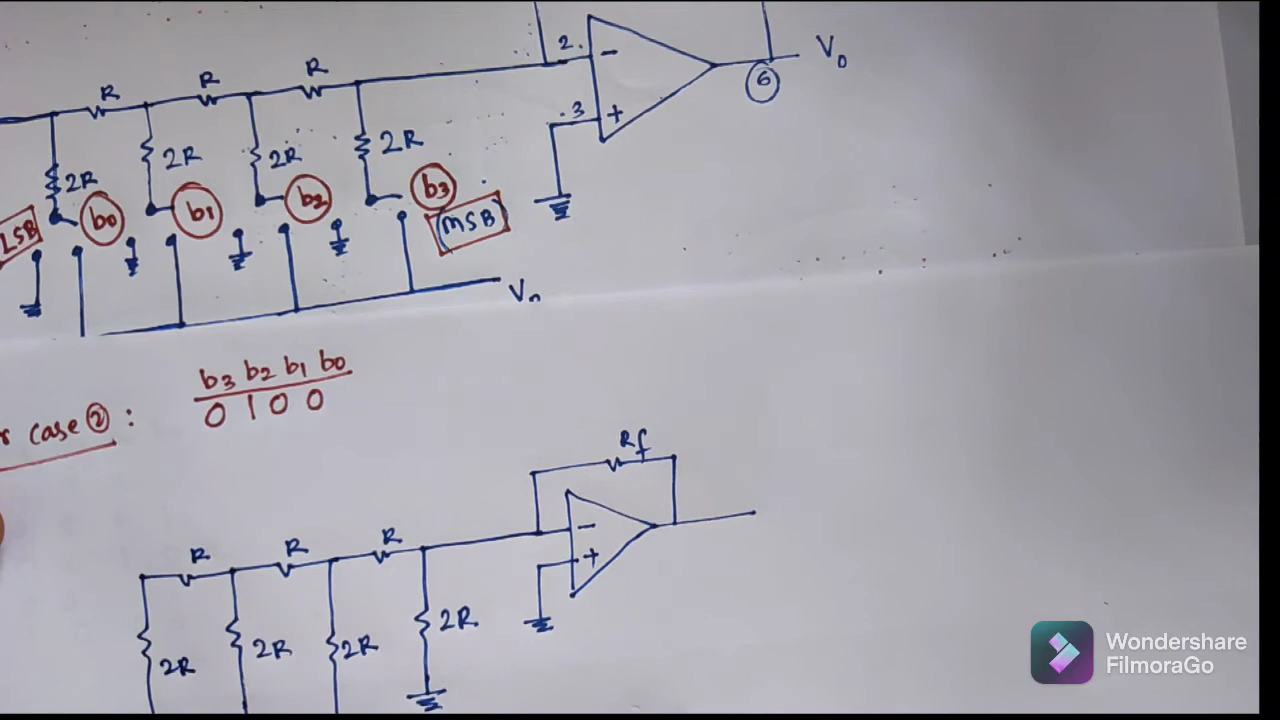 R R R
2. - V0
6
.3 +
2R 2R 2R 2R
LSB b0 b1 b2 b3
(MSB)
b3 b2 b1 b0
case ②: 0 1 0 0
Rf
R R R
-
+
2R 2R 2R 2R
Wondershare
FilmoraGo